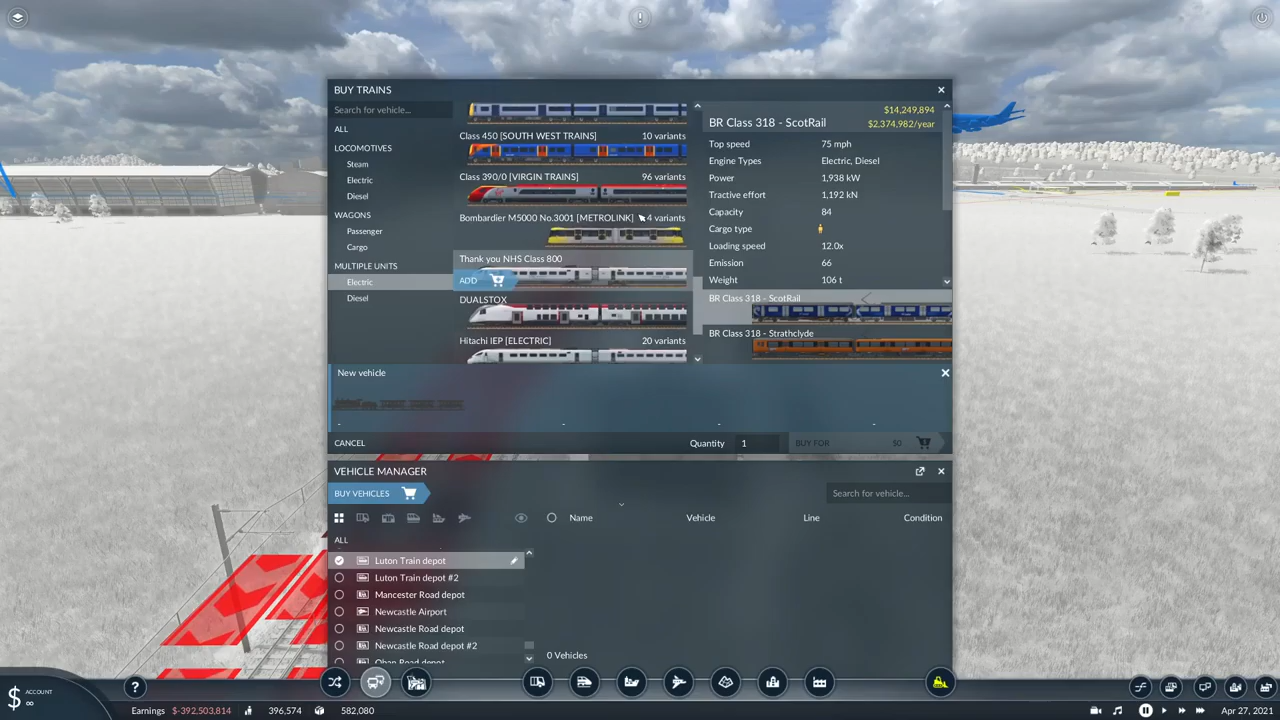 BUY TRAINS
Search for vehicle...
ALL
LOCOMOTIVES
Steam
Electric
Diesel
WAGONS
Passenger
Cargo
MULTIPLE UNITS
Electric
Diesel
Class 450 [SOUTH WEST TRAINS] 10 variants
Class 390/0 [VIRGIN TRAINS] 96 variants
Bombardier M5000 No.3001 [METROLINK] 4 variants
Thank you NHS Class 800
ADD
DUALSTOX
Hitachi IEP [ELECTRIC] 20 variants
$14,249,894
BR Class 318 - ScotRail $2,374,982/year
Top speed 75 mph
Engine Types Electric, Diesel
Power 1,938 kW
Tractive effort 1,192 kN
Capacity 84
Cargo type
Loading speed 12.0x
Emission 66
Weight 106 t
BR Class 318 - ScotRail
BR Class 318 - Strathclyde
New vehicle
- - - -
CANCEL Quantity 1 BUY FOR $0
VEHICLE MANAGER
BUY VEHICLES Search for vehicle...
Name Vehicle Line Condition
ALL
Luton Train depot
Luton Train depot #2
Mancester Road depot
Newcastle Airport
Newcastle Road depot
Newcastle Road depot #2
Oban Road depot
0 Vehicles
$ ACCOUNT
∞
?
Earnings $-392,503,814 396,574 582,080 Apr 27, 2021